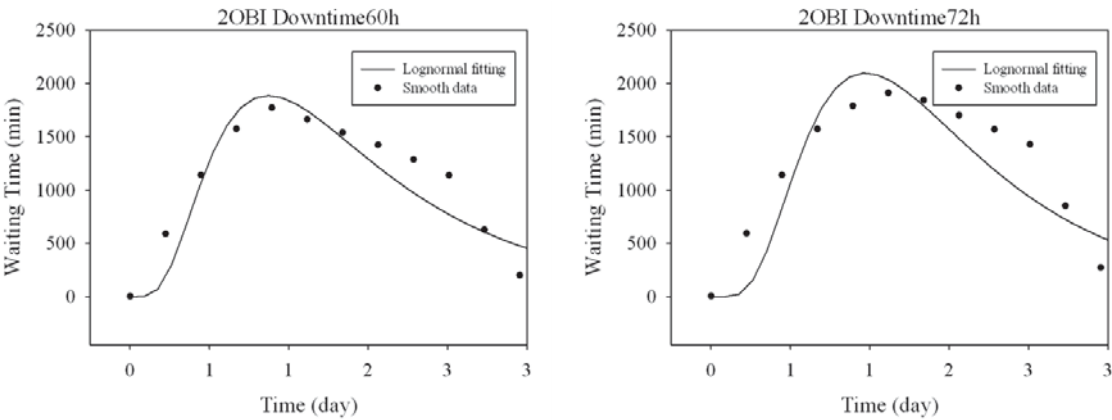 2OBI Downtime60h
2500
2000
1500
1000
500
0
Waiting Time (min)
Lognormal fitting
Smooth data
0 1 1 2 3 3
Time (day)
2OBI Downtime72h
2500
2000
1500
1000
500
0
Waiting Time (min)
Lognormal fitting
Smooth data
0 1 1 2 3 3
Time (day)